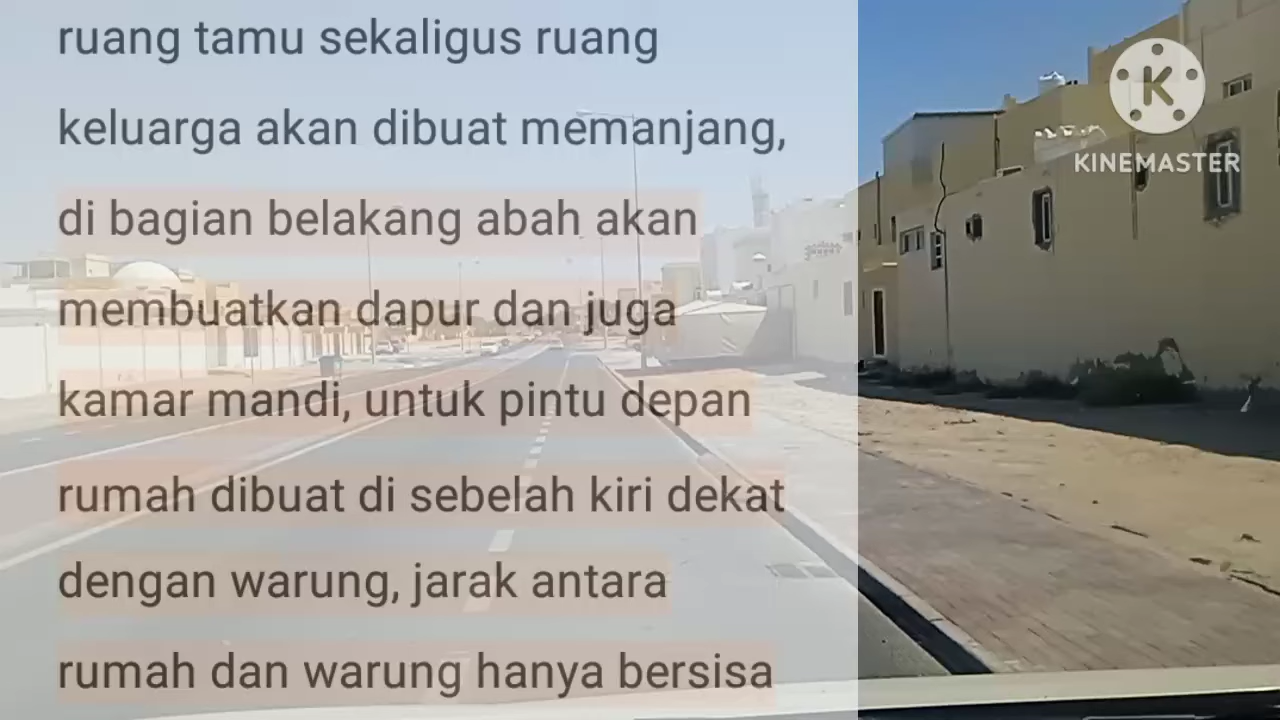 ruang tamu sekaligus ruang
keluarga akan dibuat memanjang,
di bagian belakang abah akan
membuatkan dapur dan juga
kamar mandi, untuk pintu depan
rumah dibuat di sebelah kiri dekat
dengan warung, jarak antara
rumah dan warung hanya bersisa
K
KINEMASTER